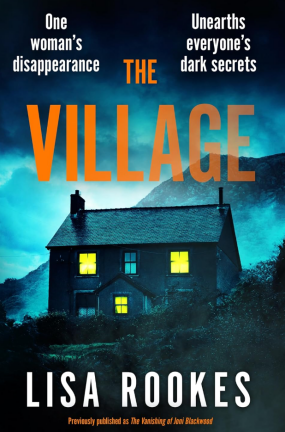 One
woman's
disappearance
Unearths
everyone's
dark secrets
THE
VILLAGE
LISA ROOKES
Previously published as The Vanishing of Joni Blackwood